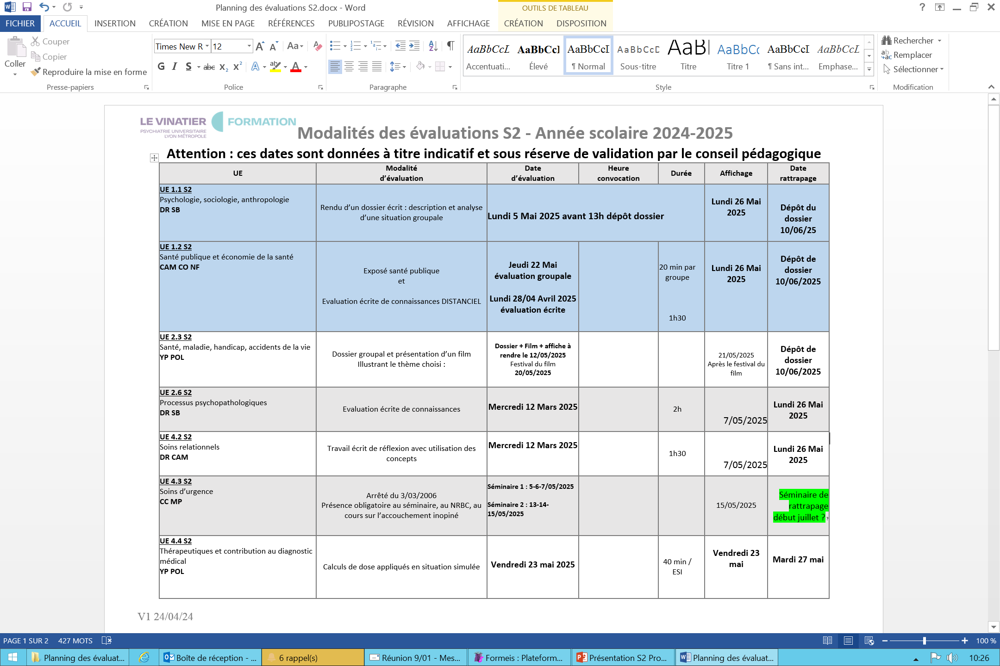 Planning des évaluations S2.docx - Word
OUTILS DE TABLEAU
?
FICHIER ACCUEIL INSERTION CRÉATION MISE EN PAGE RÉFÉRENCES PUBLIPOSTAGE RÉVISION AFFICHAGE CRÉATION DISPOSITION
Coller
Couper
Copier
Reproduire la mise en forme
Presse-papiers
Times New R 12
Aa
G I S abc x₂ x² A ab A
Police
Paragraphe
AaBbCcL AaBbCcI AaBbCcI AaBbCcD AaBl AaBbCc AaBbCcI AaBbCcL
Accentuati... Élevé ¶ Normal Sous-titre Titre Titre 1 ¶ Sans int... Emphase...
Style
Rechercher
Remplacer
Sélectionner
Modification
LE VINATIER
PSYCHIATRIE UNIVERSITAIRE
LYON MÉTROPOLE
FORMATION
Modalités des évaluations S2 - Année scolaire 2024-2025
Attention : ces dates sont données à titre indicatif et sous réserve de validation par le conseil pédagogique
UE
Modalité
d’évaluation
Date
d’évaluation
Heure
convocation
Durée
Affichage
Date
rattrapage
UE 1.1 S2
Psychologie, sociologie, anthropologie
DR SB
Rendu d’un dossier écrit : description et analyse
d’une situation groupale
Lundi 5 Mai 2025 avant 13h dépôt dossier
Lundi 26 Mai
2025
Dépôt du
dossier
10/06/25
UE 1.2 S2
Santé publique et économie de la santé
CAM CO NF
Exposé santé publique
et
Evaluation écrite de connaissances DISTANCIEL
Jeudi 22 Mai
évaluation groupale
Lundi 28/04 Avril 2025
évaluation écrite
20 min par
groupe
1h30
Lundi 26 Mai
2025
Dépôt de
dossier
10/06/2025
UE 2.3 S2
Santé, maladie, handicap, accidents de la vie
YP POL
Dossier groupal et présentation d’un film
Illustrant le thème choisi :
Dossier + Film + affiche à
rendre le 12/05/2025
Festival du film
20/05/2025
21/05/2025
Après le festival du
film
Dépôt de
dossier
10/06/2025
UE 2.6 S2
Processus psychopathologiques
DR SB
Evaluation écrite de connaissances
Mercredi 12 Mars 2025
2h
7/05/2025
Lundi 26 Mai
2025
UE 4.2 S2
Soins relationnels
DR CAM
Travail écrit de réflexion avec utilisation des
concepts
Mercredi 12 Mars 2025
1h30
7/05/2025
Lundi 26 Mai
2025
UE 4.3 S2
Soins d’urgence
CC MP
Arrêté du 3/03/2006
Présence obligatoire au séminaire, au NRBC, au
cours sur l’accouchement inopiné
Séminaire 1 : 5-6-7/05/2025
Séminaire 2 : 13-14-
15/05/2025
15/05/2025
Séminaire de
rattrapage
début juillet ? ?
UE 4.4 S2
Thérapeutiques et contribution au diagnostic
médical
YP POL
Calculs de dose appliqués en situation simulée
Vendredi 23 mai 2025
40 min /
ESI
Vendredi 23
mai
Mardi 27 mai
V1 24/04/24
PAGE 1 SUR 2 427 MOTS 100 %
Planning des évaluat... Boîte de réception - ... 6 rappel(s) Réunion 9/01 - Mes... Formeis : Plateform... Présentation S2 Pro... Planning des évaluat... 10:26